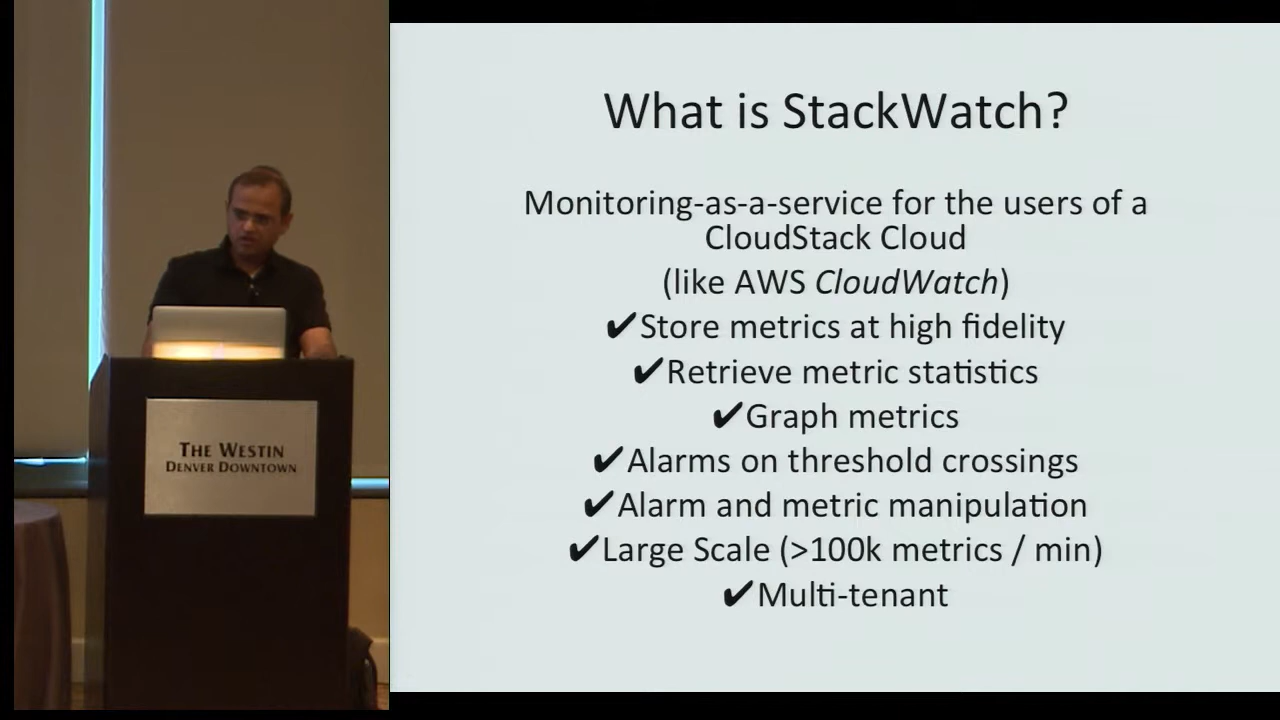 What is StackWatch?
Monitoring-as-a-service for the users of a
CloudStack Cloud
(like AWS CloudWatch)
✔Store metrics at high fidelity
✔Retrieve metric statistics
✔Graph metrics
✔Alarms on threshold crossings
✔Alarm and metric manipulation
✔Large Scale (>100k metrics / min)
✔Multi-tenant
THE WESTIN
DENVER DOWNTOWN